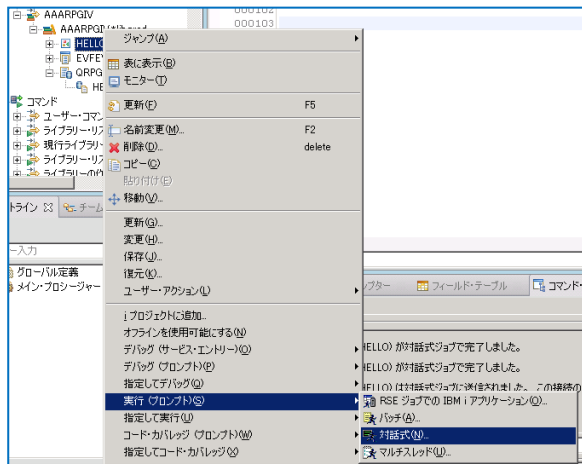 AAARPGIV
AAARPGIV.*lib.ared
HELLO
EVFEV
QRPG
HE
コマンド
ユーザー・コマン
ライブラリー・リス
現行ライブラリ
ライブラリー・リス
ライブラリーの作
トライン
チーム
ー入力
グローバル定義
メイン・プロシージャー
000102
000103
ジャンプ(A)
表に表示(B)
モニター(T)
更新(F) F5
名前変更(M)... F2
削除(D)... delete
コピー(C)
貼り付け(E)
移動(V)...
更新(G)...
変更(H)...
保存(J)...
復元(K)...
ユーザー・アクション(L)
i プロジェクトに追加...
オフラインを使用可能にする(N)
デバッグ (サービス・エントリー)(O)
デバッグ (プロンプト)(P)
指定してデバッグ(Q)
実行 (プロンプト)(S)
指定して実行(U)
コード・カバレッジ (プロンプト)(W)
指定してコード・カバレッジ(X)
プター
フィールド・テーブル
コマンド・
HELLO) が対話式ジョブで完了しました。
HELLO) が対話式ジョブで完了しました。
HELLO) は対話式ジョブに送信されました。この接続の
RSE ジョブでの IBM i アプリケーション(O)...
バッチ(A)...
対話式(N)...
マルチスレッド(R)...